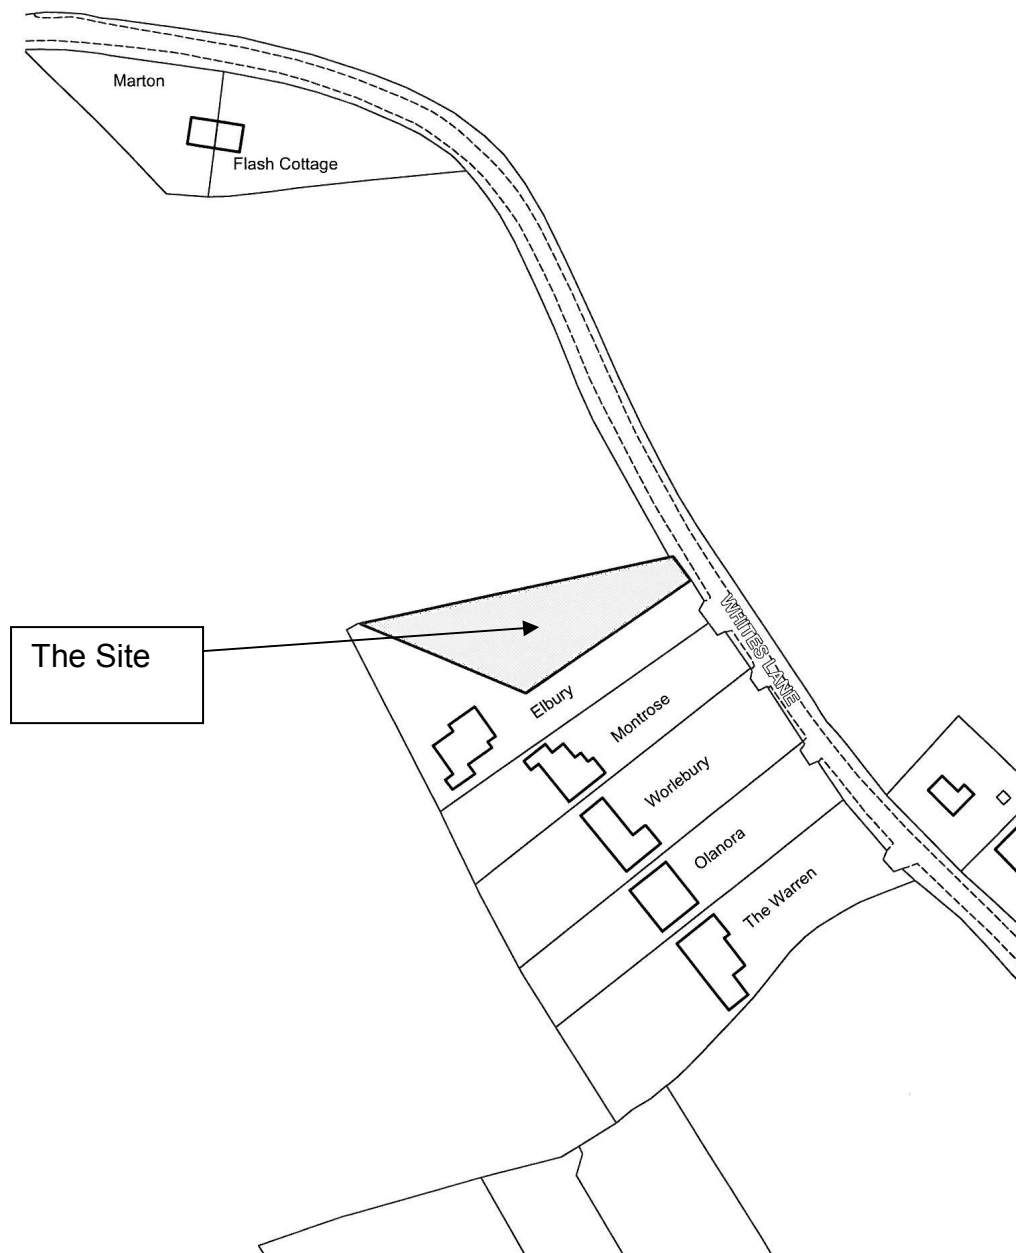 Marton
Flash Cottage
WHITES LANE
The Site
Elbury
Montrose
Worlebury
Olanora
The Warren